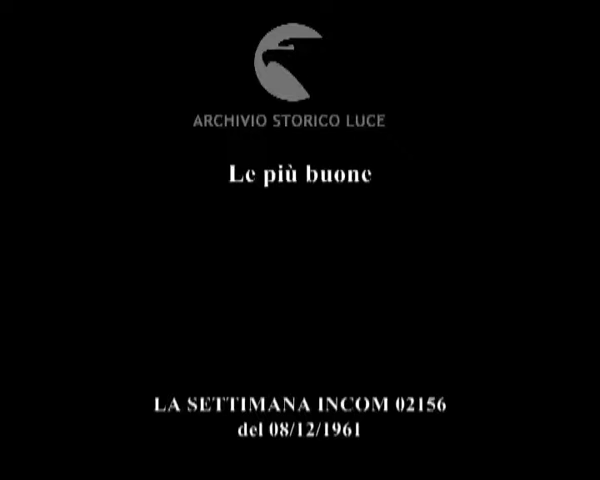 ARCHIVIO STORICO LUCE
Le più buone
LA SETTIMANA INCOM 02156
del 08/12/1961